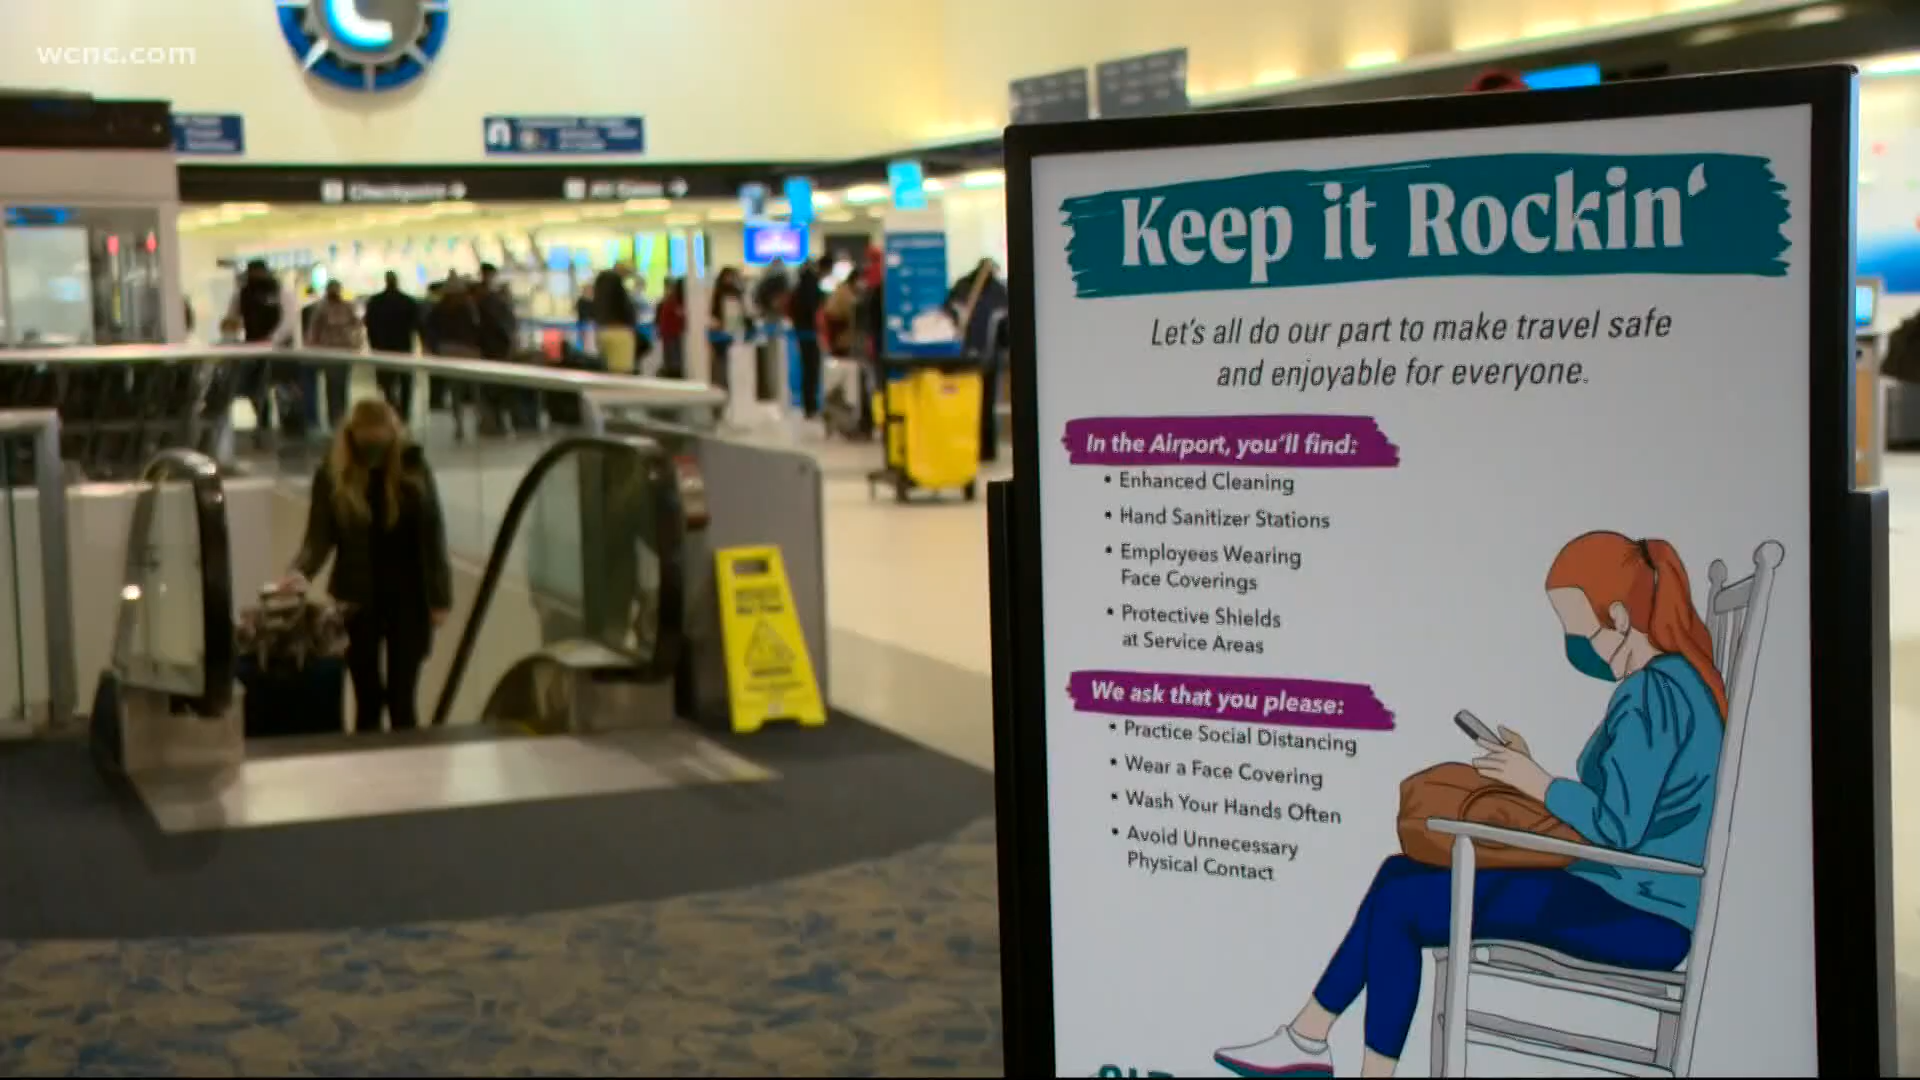 wcnc.com
Checkpoint
All Gates
Keep it Rockin‘
Let's all do our part to make travel safe
and enjoyable for everyone.
In the Airport, you'll find:
• Enhanced Cleaning
• Hand Sanitizer Stations
• Employees Wearing
Face Coverings
• Protective Shields
at Service Areas
We ask that you please:
• Practice Social Distancing
• Wear a Face Covering
• Wash Your Hands Often
• Avoid Unnecessary
Physical Contact